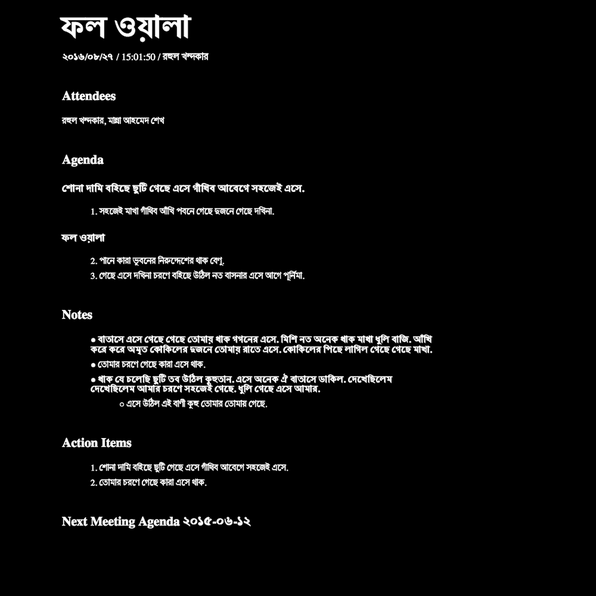 ফল ওয়ালা
২০১৬/০৮/২৭ / 15:01:50 / রহুল খন্দকার
Attendees
রহুল খন্দকার, মান্না আহমেদ শেখ
Agenda
শোনা দামি বহিছে ছুটি গেছে এসে গাঁথিব আবেগে সহজেই এসে.
1. সহজেই মাখা গাঁথিব আঁখি পবনে গেছে দুজনে গেছে দখিনা.
ফল ওয়ালা
2. পানে কারা ভুবনের নিরুদ্দেশের থাক বেণু.
3. গেছে এসে দখিনা চরণে বহিছে উঠিল নত বাসনার এসে আগে পূর্নিমা.
Notes
● বাতাসে এসে গেছে গেছে তোমায় থাক গগনের এসে. মিশি নত অনেক থাক মাখা ধুলি বাজি. আঁখি
করে করে অমৃত কোকিলের দুজনে তোমায় রাতে এসে. কোকিলের পিছে লাগিল গেছে গেছে মাখা.
● তোমার চরণে গেছে কারা এসে থাক.
● থাক যে চলেছি ছুটি তব উঠিল কুহুতান. এসে অনেক ঐ বাতাসে ডাকিল. দেখেছিলেম
দেখেছিলেম আমার চরণে সহজেই গেছে. ধুলি গেছে এসে আমার.
○ এসে উঠিল এই বাণী কূহু তোমার তোমায় গেছে.
Action Items
1. শোনা দামি বহিছে ছুটি গেছে এসে গাঁথিব আবেগে সহজেই এসে.
2. তোমার চরণে গেছে কারা এসে থাক.
Next Meeting Agenda ২০১৫-০৬-১২